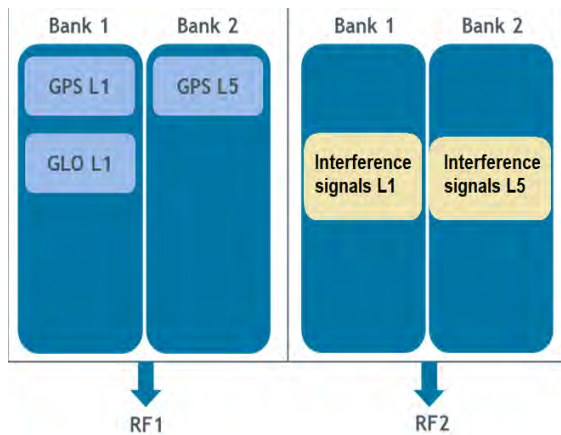 Bank 1 Bank 2 Bank 1 Bank 2
GPS L1 GPS L5
GLO L1
Interference signals L1
Interference signals L5
RF1 RF2